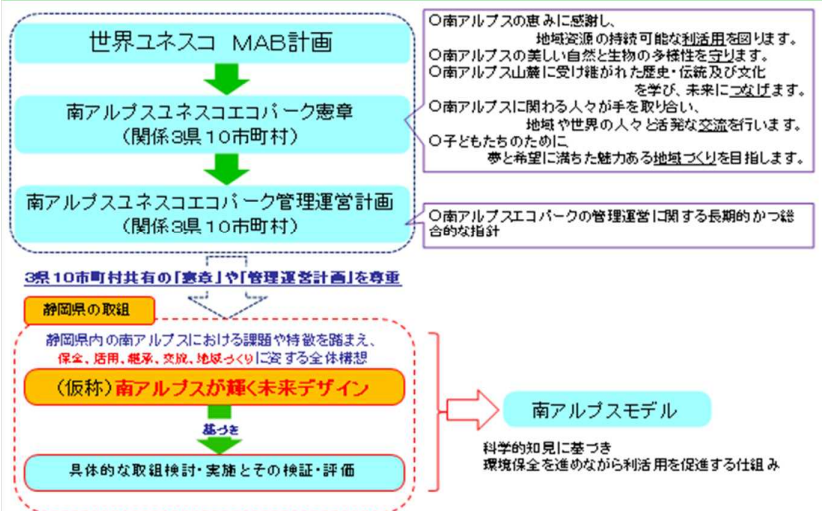 世界ユネスコ　MAB計画
南アルプスユネスコエコパーク憲章
（関係３県１０市町村）
南アルプスユネスコエコパーク管理運営計画
（関係３県１０市町村）
○南アルプスの恵みに感謝し、
地域資源の持続可能な利活用を図ります。
○南アルプスの美しい自然と生物の多様性を守ります。
○南アルプス山麓に受け継がれた歴史・伝統及び文化
を学び、未来につなげます。
○南アルプスに関わる人々が手を取り合い、
地域や世界の人々と活発な交流を行います。
○子どもたちのために
夢と希望に満ちた魅力ある地域づくりを目指します。
○南アルプスエコパークの管理運営に関する長期的かつ総
合的な指針
3県１０市町村共有の「憲章」や「管理運営計画」を尊重
静岡県の取組
静岡県内の南アルプスにおける課題や特徴を踏まえ、
保全、活用、継承、交流、地域づくりに資する全体構想
（仮称）南アルプスが輝く未来デザイン
基づき
具体的な取組検討・実施とその検証・評価
南アルプスモデル
科学的知見に基づき
環境保全を進めながら利活用を促進する仕組み